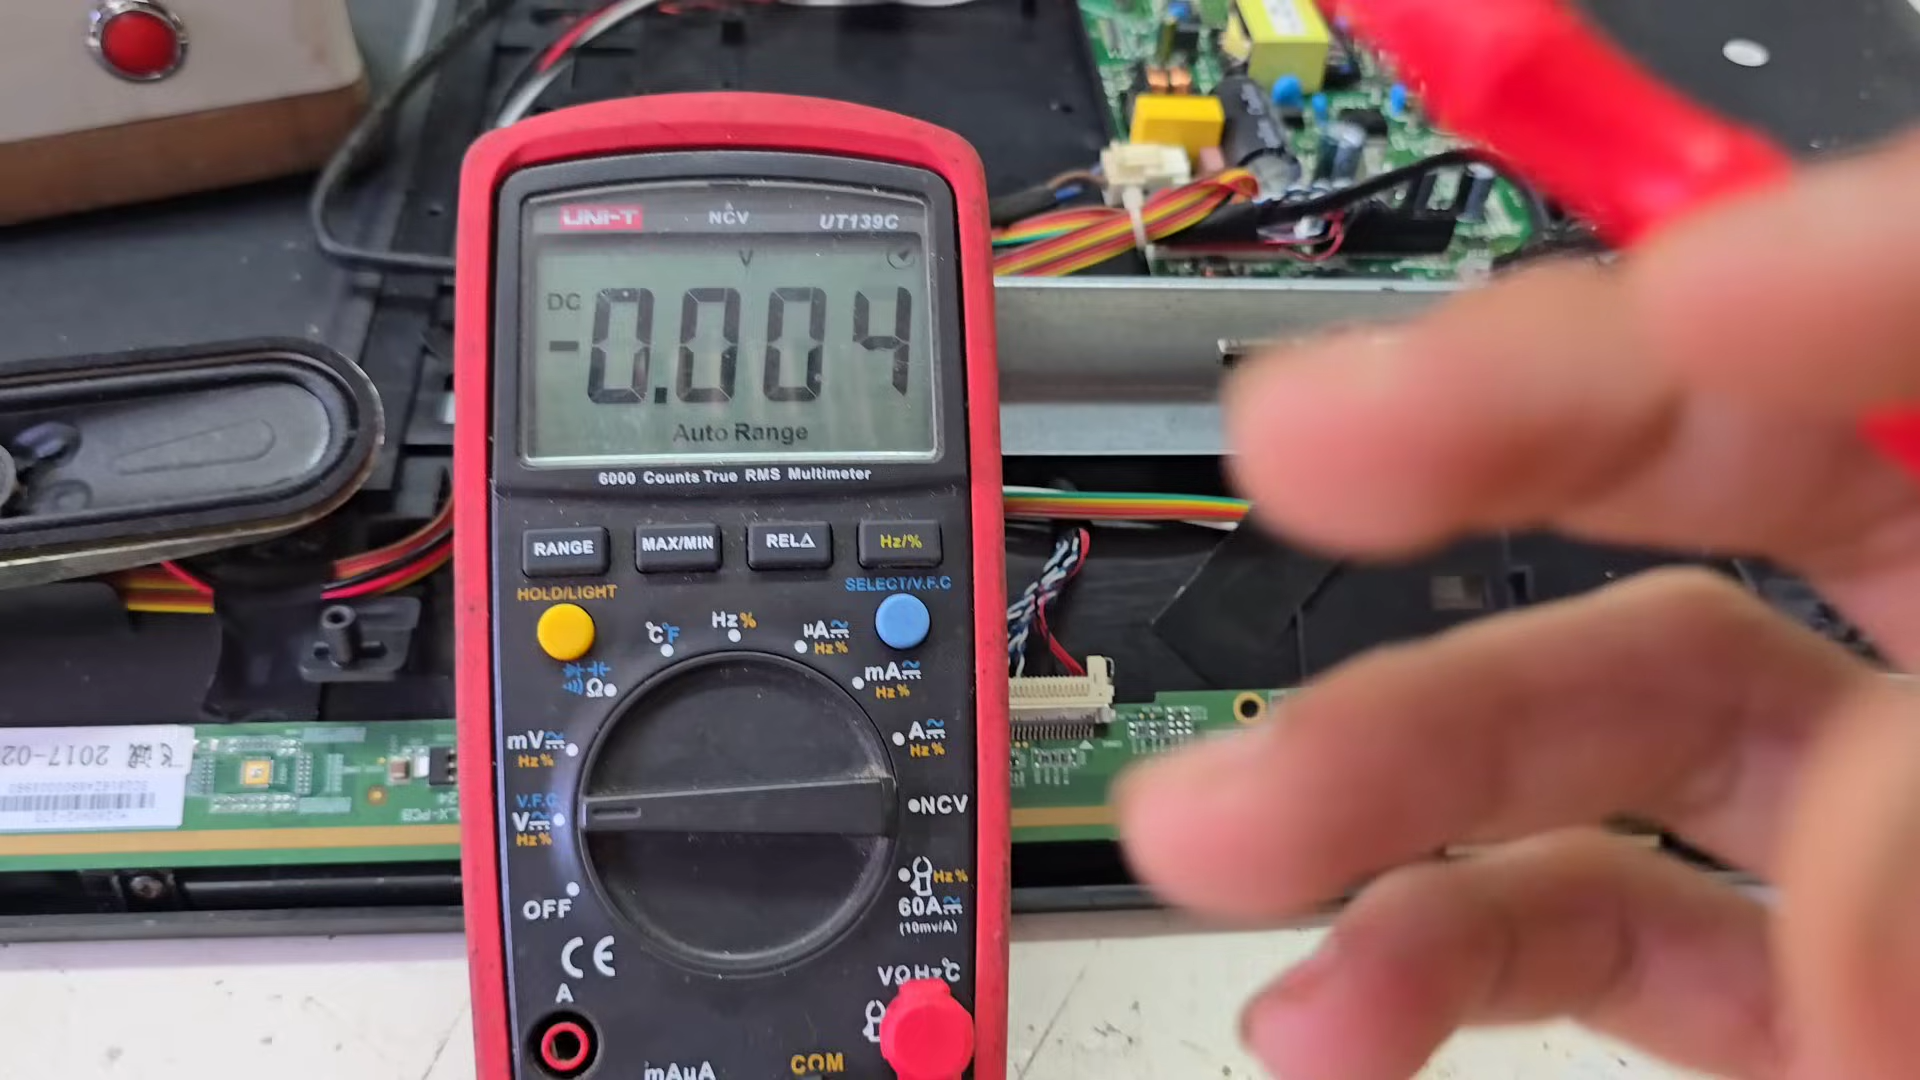 UNI-T NCV UT139C
V
DC
-0.004
Auto Range
6000 Counts True RMS Multimeter
RANGE MAX/MIN REL△ Hz/%
HOLD/LIGHT SELECT/V.F.C
℃℉ Hz% μA Hz%
Ω mA Hz%
mV Hz% A Hz%
V.F.C V Hz% NCV
OFF Hz%
60A
(10mv/A)
CE
VΩHz℃
A
mAμA COM
2017-02